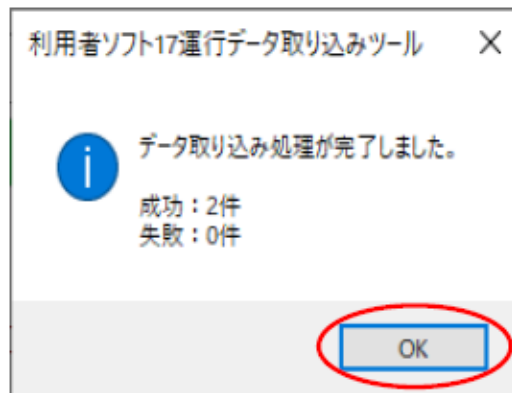 利用者ソフト17運行データ取り込みツール
データ取り込み処理が完了しました。
成功：2件
失敗：0件
OK